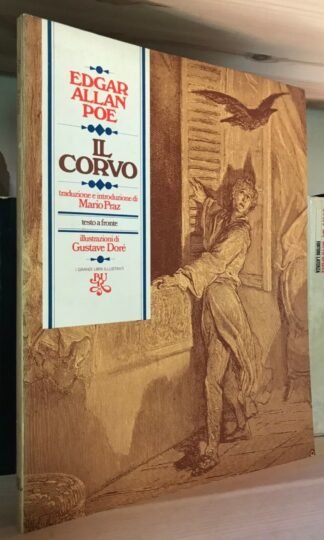 EDGAR
ALLAN
POE
IL
CORVO
traduzione e introduzione di
Mario Praz
testo a fronte
illustrazioni di
Gustave Doré
I GRANDI LIBRI ILLUSTRATI
BUR